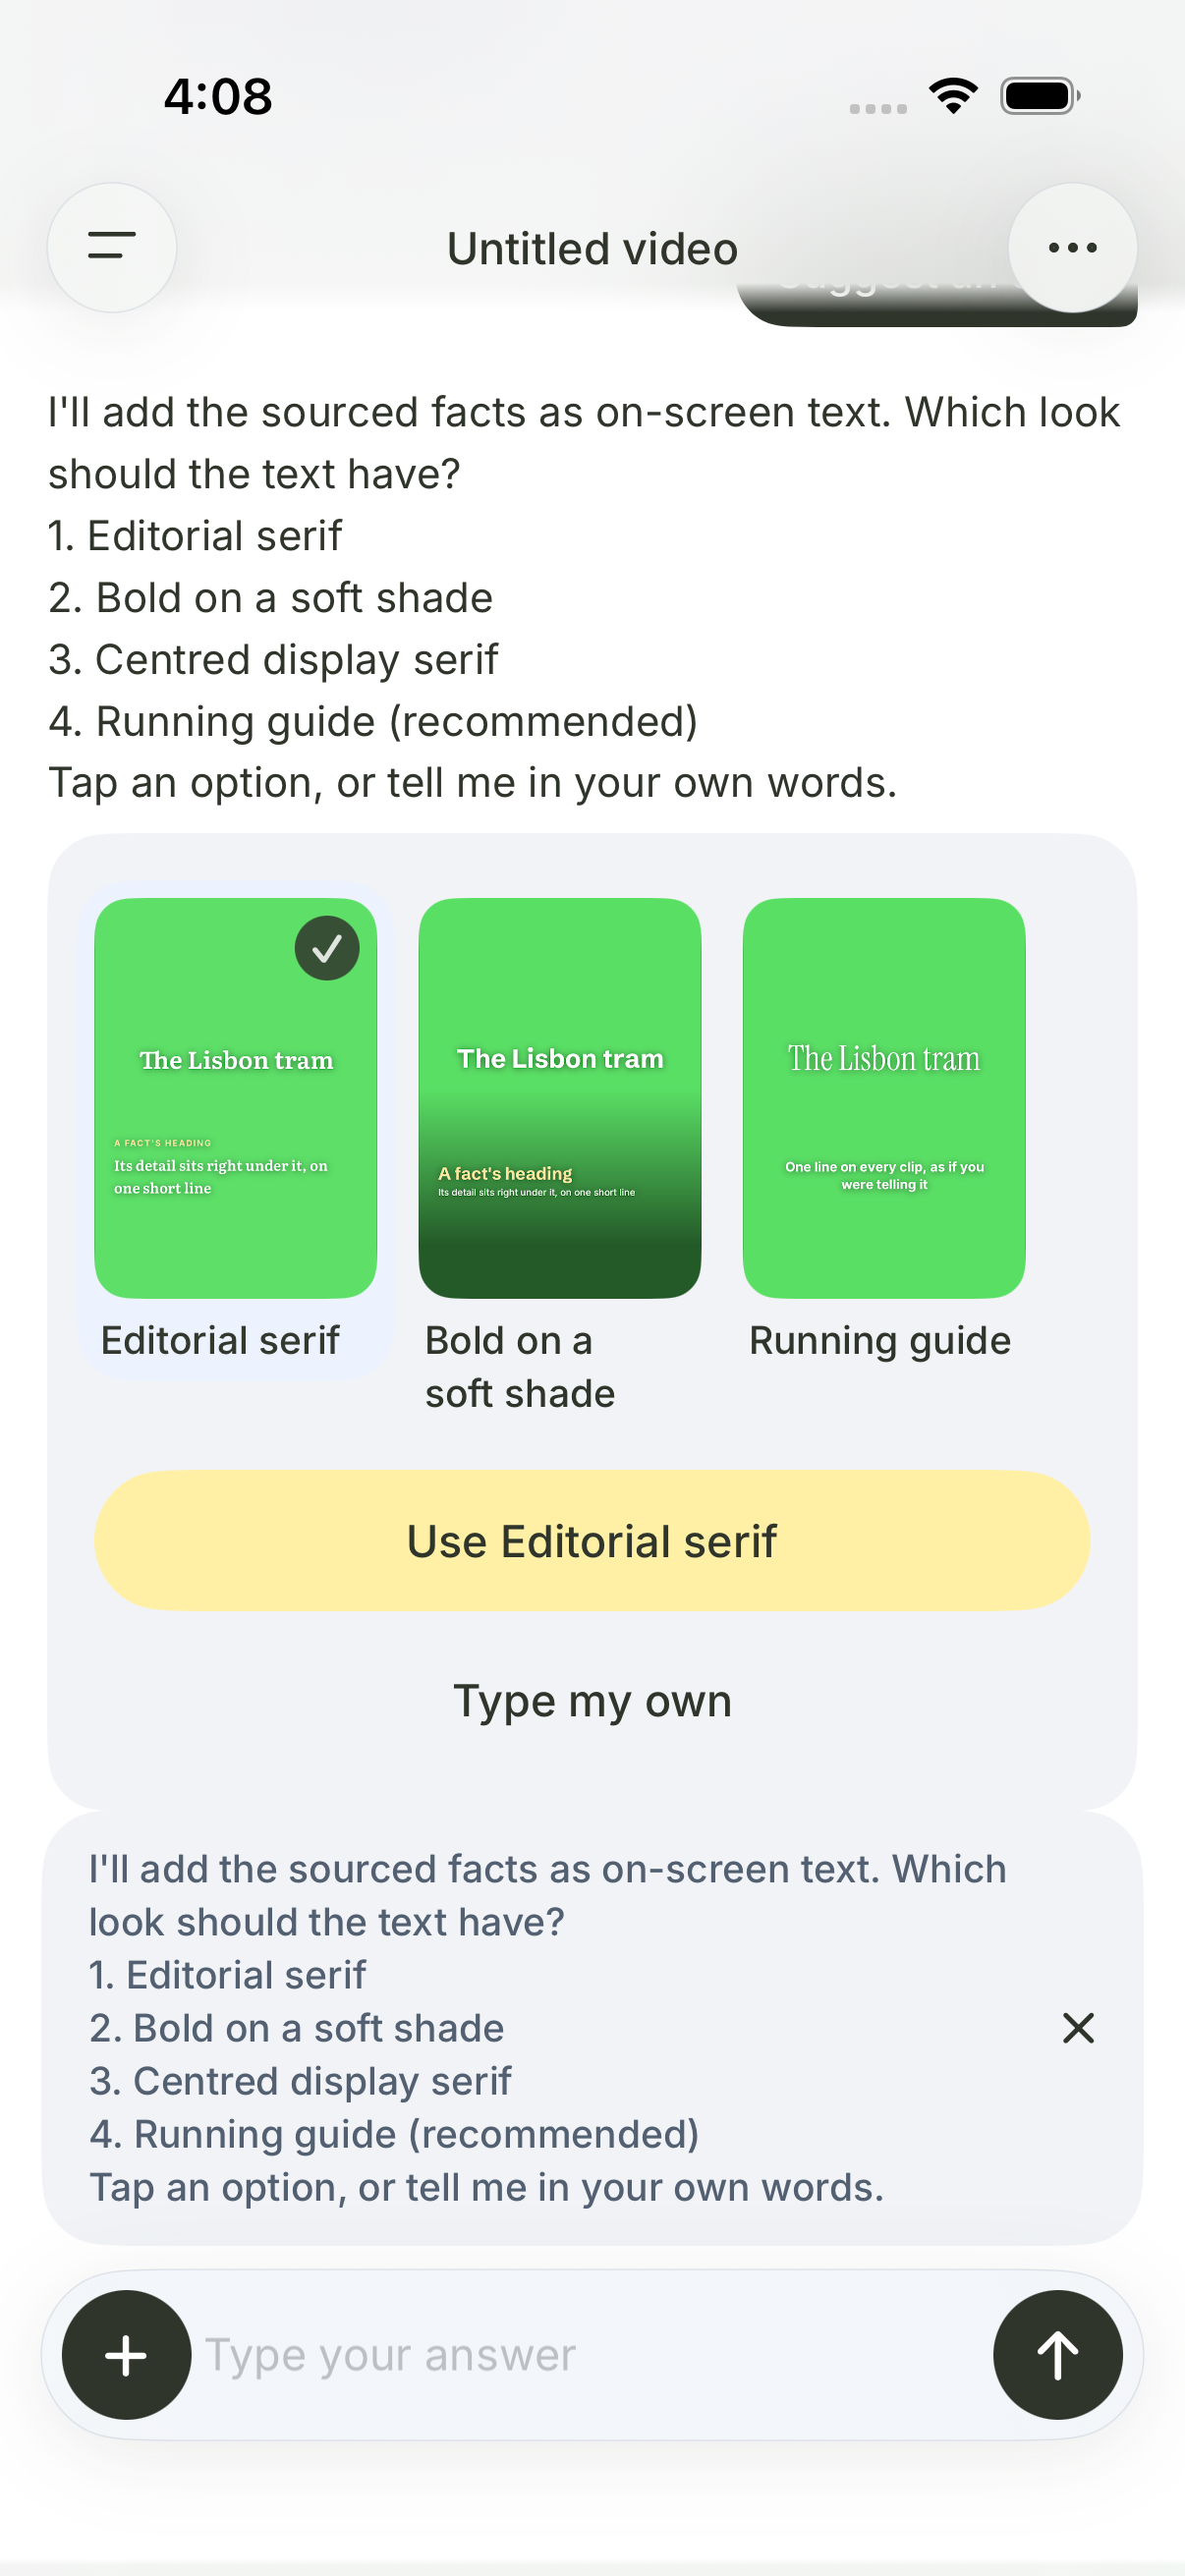 4:08
Untitled video
I'll add the sourced facts as on-screen text. Which look
should the text have?
1. Editorial serif
2. Bold on a soft shade
3. Centred display serif
4. Running guide (recommended)
Tap an option, or tell me in your own words.
The Lisbon tram
A FACT'S HEADING
Its detail sits right under it, on
one short line
Editorial serif
The Lisbon tram
A fact's heading
Its detail sits right under it, on one short line
Bold on a
soft shade
The Lisbon tram
One line on every clip, as if you
were telling it
Running guide
Use Editorial serif
Type my own
I'll add the sourced facts as on-screen text. Which
look should the text have?
1. Editorial serif
2. Bold on a soft shade
3. Centred display serif
4. Running guide (recommended)
Tap an option, or tell me in your own words.
Type your answer